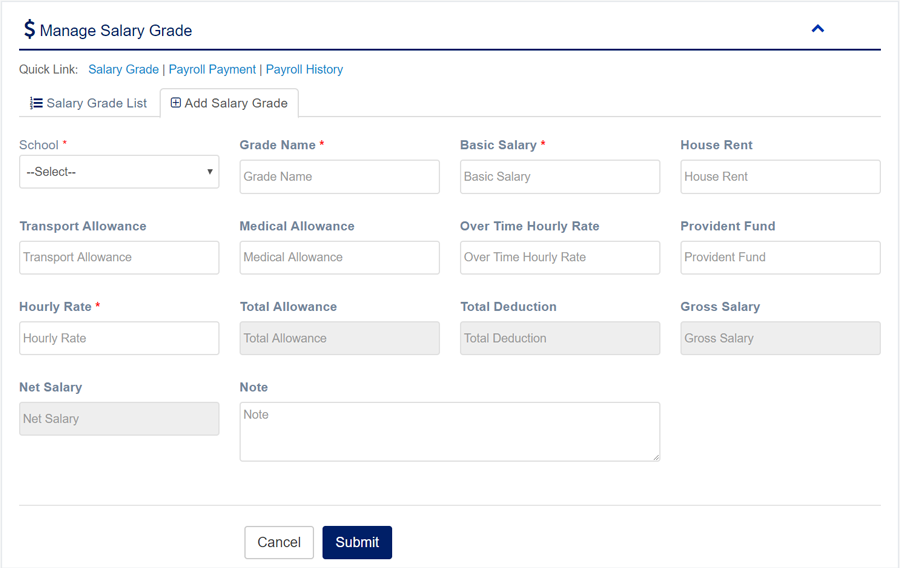 $ Manage Salary Grade
Quick Link: Salary Grade | Payroll Payment | Payroll History
Salary Grade List Add Salary Grade
School * Grade Name * Basic Salary * House Rent
--Select-- Grade Name Basic Salary House Rent
Transport Allowance Medical Allowance Over Time Hourly Rate Provident Fund
Transport Allowance Medical Allowance Over Time Hourly Rate Provident Fund
Hourly Rate * Total Allowance Total Deduction Gross Salary
Hourly Rate Total Allowance Total Deduction Gross Salary
Net Salary Note
Net Salary Note
Cancel Submit